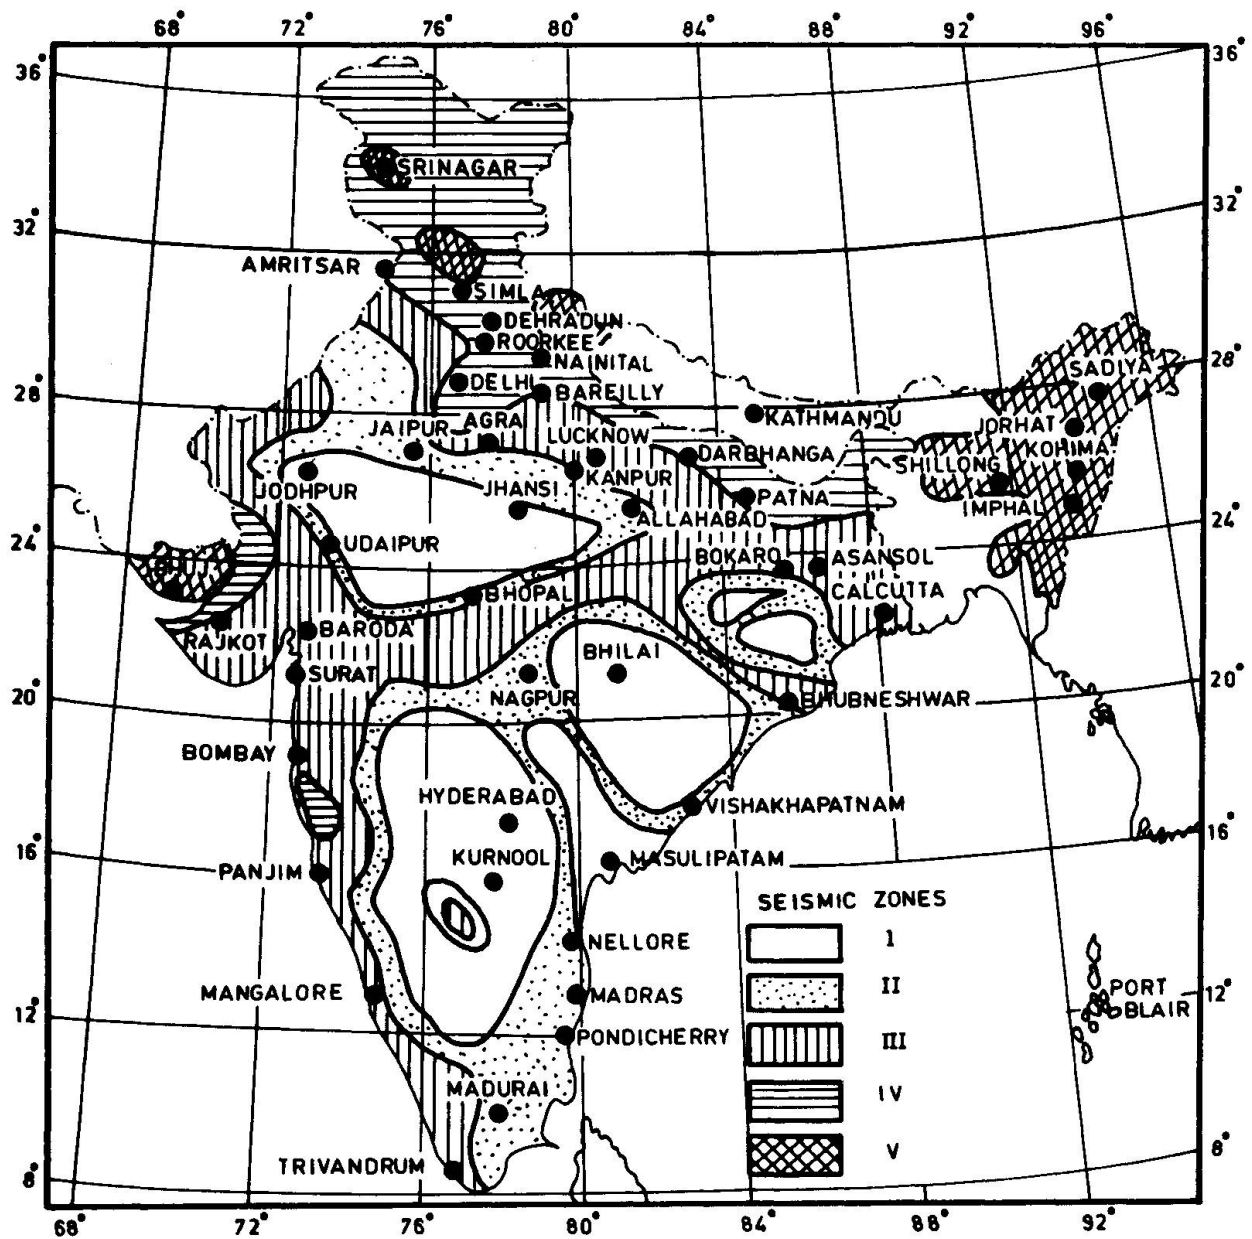 68° 72° 76° 80° 84° 88° 92° 96°
36° 36°
SRINAGAR
32° 32°
AMRITSAR
SIMLA
DEHRADUN
ROORKEE
NAINITAL
28° DELHI 28°
SADIYA
BAREILLY
KATHMANDU
JAIPUR AGRA
LUCKNOW
JORHAT
KOHIMA
DARBHANGA
SHILLONG
KANPUR
JODHPUR JHANSI
PATNA
IMPHAL
ALLAHABAD
24° UDAIPUR 24°
BOKARO ASANSOL
BHOPAL
CALCUTTA
RAJKOT BARODA
BHILAI
SURAT
20° NAGPUR BHUBNESHWAR 20°
BOMBAY
HYDERABAD VISHAKHAPATNAM
16° KURNOOL MASULIPATAM 16°
PANJIM
SEISMIC ZONES
1
NELLORE
II
MANGALORE MADRAS
PORT
BLAIR
12° 12°
PONDICHERRY III
MADURAI
IV
V
TRIVANDRUM
8° 8°
68° 72° 76° 80° 84° 88° 92°